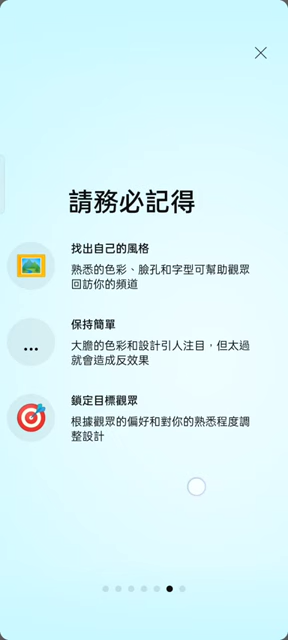 請務必記得
找出自己的風格
熟悉的色彩、臉孔和字型可幫助觀眾
回訪你的頻道
保持簡單
大膽的色彩和設計引人注目，但太過
就會造成反效果
鎖定目標觀眾
根據觀眾的偏好和對你的熟悉程度調
整設計